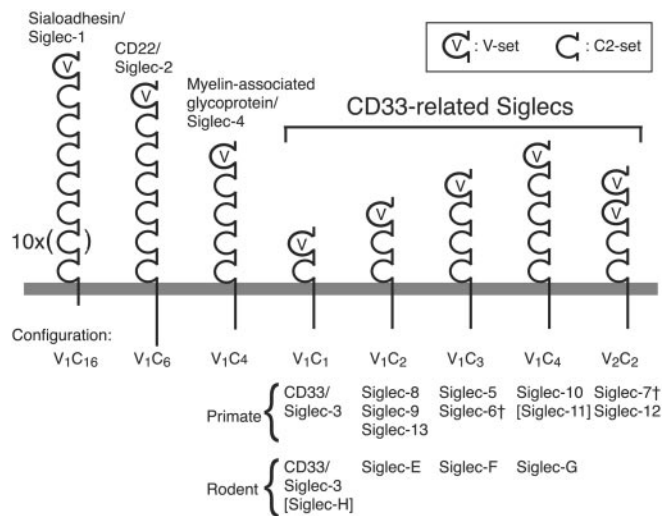 Sialoadhesin/
Siglec-1
CD22/
Siglec-2
Myelin-associated
glycoprotein/
Siglec-4
V : V-set
: C2-set
CD33-related Siglecs
V
V
V
V
V
V
V
V
V
10x( )
Configuration:
V1C16 V1C6 V1C4 V1C1 V1C2 V1C3 V1C4 V2C2
Primate
CD33/
Siglec-3
Siglec-8
Siglec-9
Siglec-13
Siglec-5
Siglec-6†
Siglec-10
[Siglec-11]
Siglec-7†
Siglec-12
Rodent
CD33/
Siglec-3
[Siglec-H]
Siglec-E
Siglec-F
Siglec-G